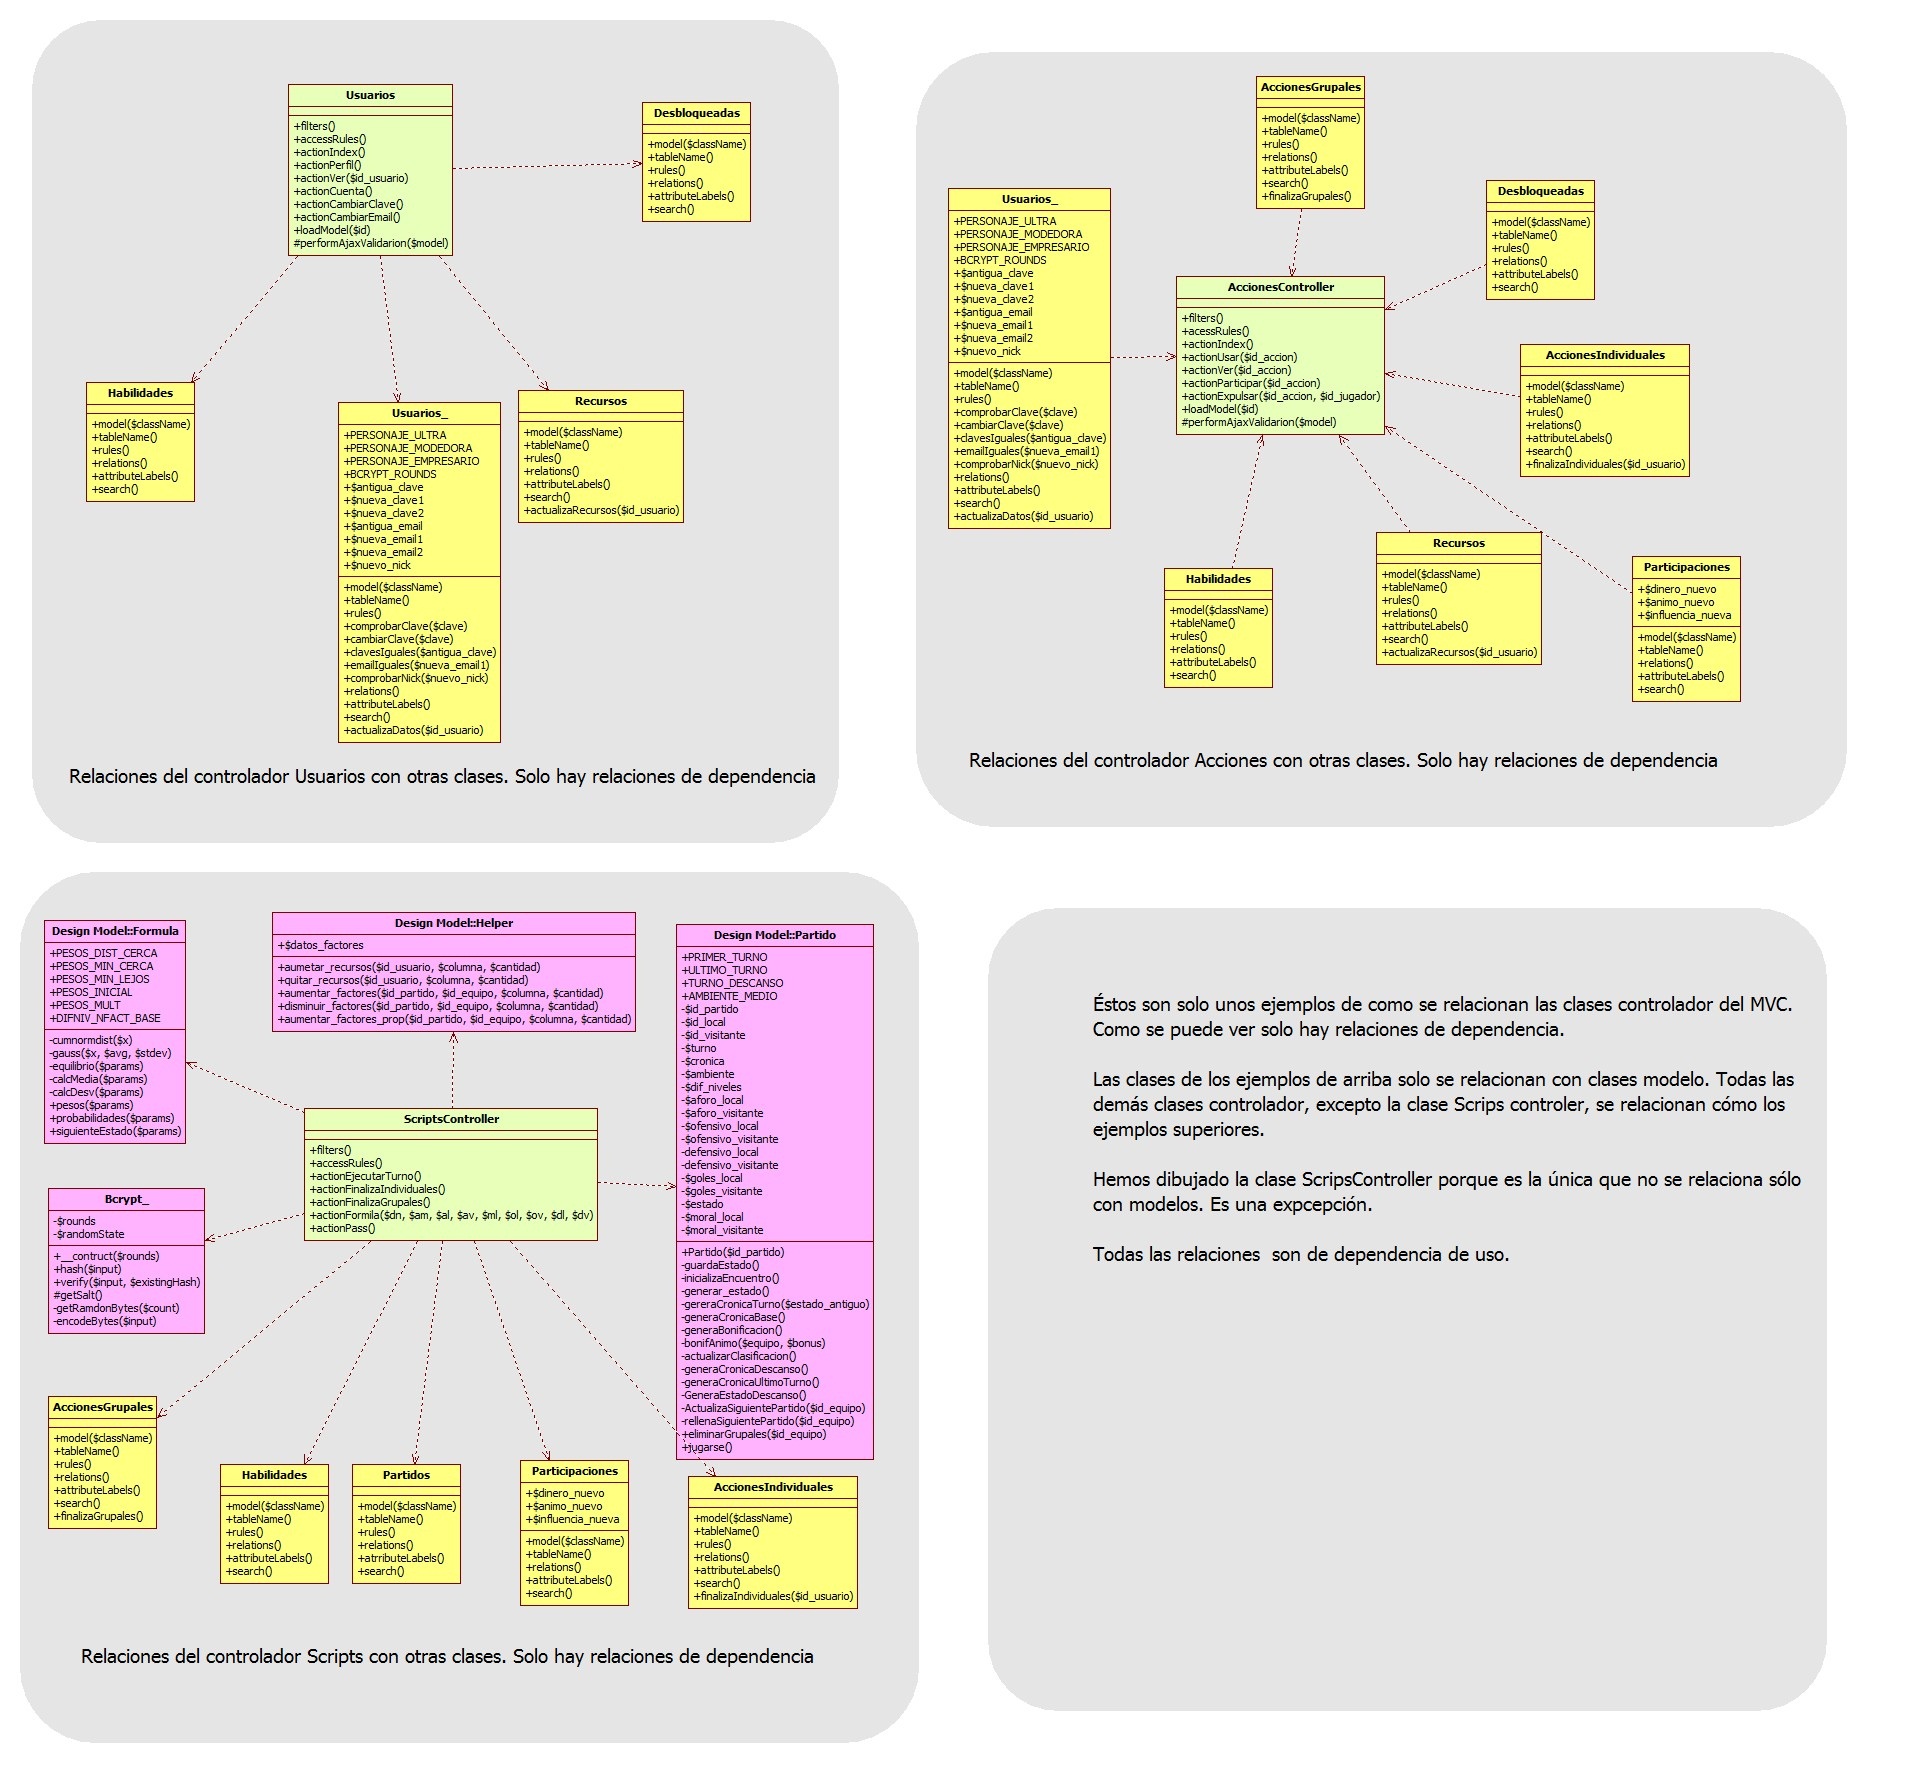 Usuarios
+filters()
+accessRules()
+actionIndex()
+actionPerfil()
+actionVer($id_usuario)
+actionCuenta()
+actionCambiarClave()
+actionCambiarEmail()
+loadModel($id)
#performAjaxValidarion($model)
Desbloqueadas
+model($className)
+tableName()
+rules()
+relations()
+attributeLabels()
+search()
Habilidades
+model($className)
+tableName()
+rules()
+relations()
+attributeLabels()
+search()
Usuarios_
+PERSONAJE_ULTRA
+PERSONAJE_MODEDORA
+PERSONAJE_EMPRESARIO
+BCRYPT_ROUNDS
+$antigua_clave
+$nueva_clave1
+$nueva_clave2
+$antigua_email
+$nueva_email1
+$nueva_email2
+$nuevo_nick
+model($className)
+tableName()
+rules()
+comprobarClave($clave)
+cambiarClave($clave)
+clavesIguales($antigua_clave)
+emailIguales($nueva_email1)
+comprobarNick($nuevo_nick)
+relations()
+attributeLabels()
+search()
+actualizaDatos($id_usuario)
Recursos
+model($className)
+tableName()
+rules()
+relations()
+attributeLabels()
+search()
+actualizaRecursos($id_usuario)
Relaciones del controlador Usuarios con otras clases. Solo hay relaciones de dependencia
AccionesGrupales
+model($className)
+tableName()
+rules()
+relations()
+attributeLabels()
+search()
+finalizaGrupales()
Usuarios_
+PERSONAJE_ULTRA
+PERSONAJE_MODEDORA
+PERSONAJE_EMPRESARIO
+BCRYPT_ROUNDS
+$antigua_clave
+$nueva_clave1
+$nueva_clave2
+$antigua_email
+$nueva_email1
+$nueva_email2
+$nuevo_nick
+model($className)
+tableName()
+rules()
+comprobarClave($clave)
+cambiarClave($clave)
+clavesIguales($antigua_clave)
+emailIguales($nueva_email1)
+comprobarNick($nuevo_nick)
+relations()
+attributeLabels()
+search()
+actualizaDatos($id_usuario)
AccionesController
+filters()
+acessRules()
+actionIndex()
+actionUsar($id_accion)
+actionVer($id_accion)
+actionParticipar($id_accion)
+actionExpulsar($id_accion, $id_jugador)
+loadModel($id)
#performAjaxValidarion($model)
Desbloqueadas
+model($className)
+tableName()
+rules()
+relations()
+attributeLabels()
+search()
AccionesIndividuales
+model($className)
+tableName()
+rules()
+relations()
+attributeLabels()
+search()
+finalizaIndividuales($id_usuario)
Habilidades
+model($className)
+tableName()
+rules()
+relations()
+attributeLabels()
+search()
Recursos
+model($className)
+tableName()
+rules()
+relations()
+attributeLabels()
+search()
+actualizaRecursos($id_usuario)
Participaciones
+$dinero_nuevo
+$animo_nuevo
+$influencia_nueva
+model($className)
+tableName()
+relations()
+attributeLabels()
+search()
Relaciones del controlador Acciones con otras clases. Solo hay relaciones de dependencia
Design Model::Formula
+PESOS_DIST_CERCA
+PESOS_MIN_CERCA
+PESOS_MIN_LEJOS
+PESOS_INICIAL
+PESOS_MULT
+DIFNIV_NFACT_BASE
-cumnormdist($x)
-gauss($x, $avg, $stdev)
-equilibrio($params)
-calcMedia($params)
-calcDesv($params)
+pesos($params)
+probabilidades($params)
+siguienteEstado($params)
Design Model::Helper
+$datos_factores
+aumetar_recursos($id_usuario, $columna, $cantidad)
+quitar_recursos($id_usuario, $columna, $cantidad)
+aumentar_factores($id_partido, $id_equipo, $columna, $cantidad)
+disminuir_factores($id_partido, $id_equipo, $columna, $cantidad)
+aumentar_factores_prop($id_partido, $id_equipo, $columna, $cantidad)
Design Model::Partido
+PRIMER_TURNO
+ULTIMO_TURNO
+TURNO_DESCANSO
+AMBIENTE_MEDIO
-$id_partido
-$id_local
-$id_visitante
-$turno
-$cronica
-$ambiente
-$dif_niveles
-$aforo_local
-$aforo_visitante
-$ofensivo_local
-$ofensivo_visitante
-defensivo_local
-defensivo_visitante
-$goles_local
-$goles_visitante
-$estado
-$moral_local
-$moral_visitante
+Partido($id_partido)
-guardaEstado()
-inicializaEncuentro()
-generar_estado()
-gereraCronicaTurno($estado_antiguo)
-generaCronicaBase()
-generaBonificacion()
-bonifAnimo($equipo, $bonus)
-actualizarClasificacion()
-generaCronicaDescanso()
-generaCronicaUltimoTurno()
-GeneraEstadoDescanso()
-ActualizaSiguientePartido($id_equipo)
-rellenaSiguientePartido($id_equipo)
+eliminarGrupales($id_equipo)
+jugarse()
ScriptsController
+filters()
+accessRules()
+actionEjecutarTurno()
+actionFinalizaIndividuales()
+actionFinalizaGrupales()
+actionFormila($dn, $am, $al, $av, $ml, $ol, $ov, $dl, $dv)
+actionPass()
Bcrypt_
-$rounds
-$randomState
+__contruct($rounds)
+hash($input)
+verify($input, $existingHash)
#getSalt()
-getRamdonBytes($count)
-encodeBytes($input)
AccionesGrupales
+model($className)
+tableName()
+rules()
+relations()
+attributeLabels()
+search()
+finalizaGrupales()
Habilidades
+model($className)
+tableName()
+rules()
+relations()
+attributeLabels()
+search()
Partidos
+model($className)
+tableName()
+rules()
+relations()
+atrributeLabels()
+search()
Participaciones
+$dinero_nuevo
+$animo_nuevo
+$influencia_nueva
+model($className)
+tableName()
+relations()
+attributeLabels()
+search()
AccionesIndividuales
+model($className)
+tableName()
+rules()
+relations()
+attributeLabels()
+search()
+finalizaIndividuales($id_usuario)
Relaciones del controlador Scripts con otras clases. Solo hay relaciones de dependencia
Éstos son solo unos ejemplos de como se relacionan las clases controlador del MVC.
Como se puede ver solo hay relaciones de dependencia.
Las clases de los ejemplos de arriba solo se relacionan con clases modelo. Todas las
demás clases controlador, excepto la clase Scrips controler, se relacionan cómo los
ejemplos superiores.
Hemos dibujado la clase ScripsController porque es la única que no se relaciona sólo
con modelos. Es una expcepción.
Todas las relaciones  son de dependencia de uso.